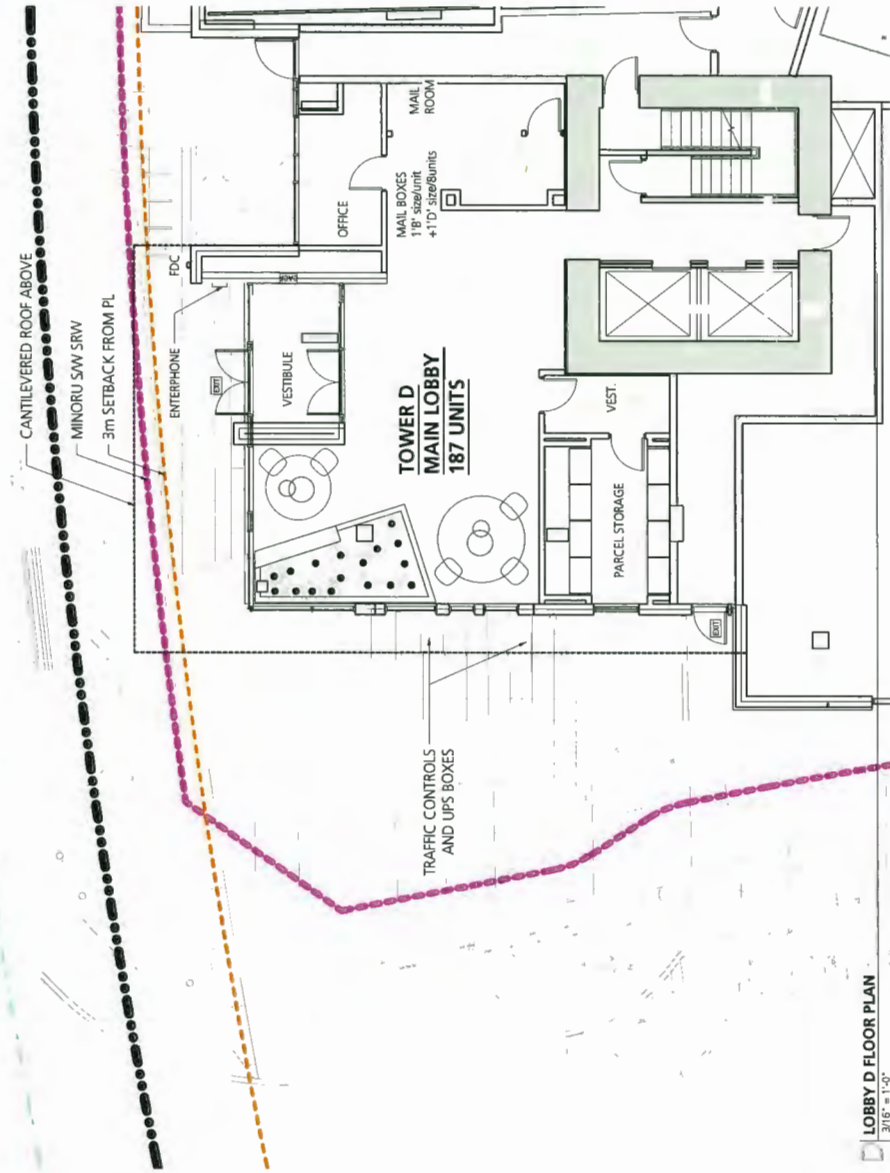 CANTILEVERED ROOF ABOVE
MINORU S/W SRW
3m SETBACK FROM PL
ENTERPHONE
FDC
EXIT
VESTIBULE
OFFICE
MAIL
ROOM
MAIL BOXES
1'B' size/unit
+1'D' size/8units
TOWER D
MAIN LOBBY
187 UNITS
VEST.
PARCEL STORAGE
EXIT
TRAFFIC CONTROLS
AND UPS BOXES
LOBBY D FLOOR PLAN
3/16" = 1'-0"